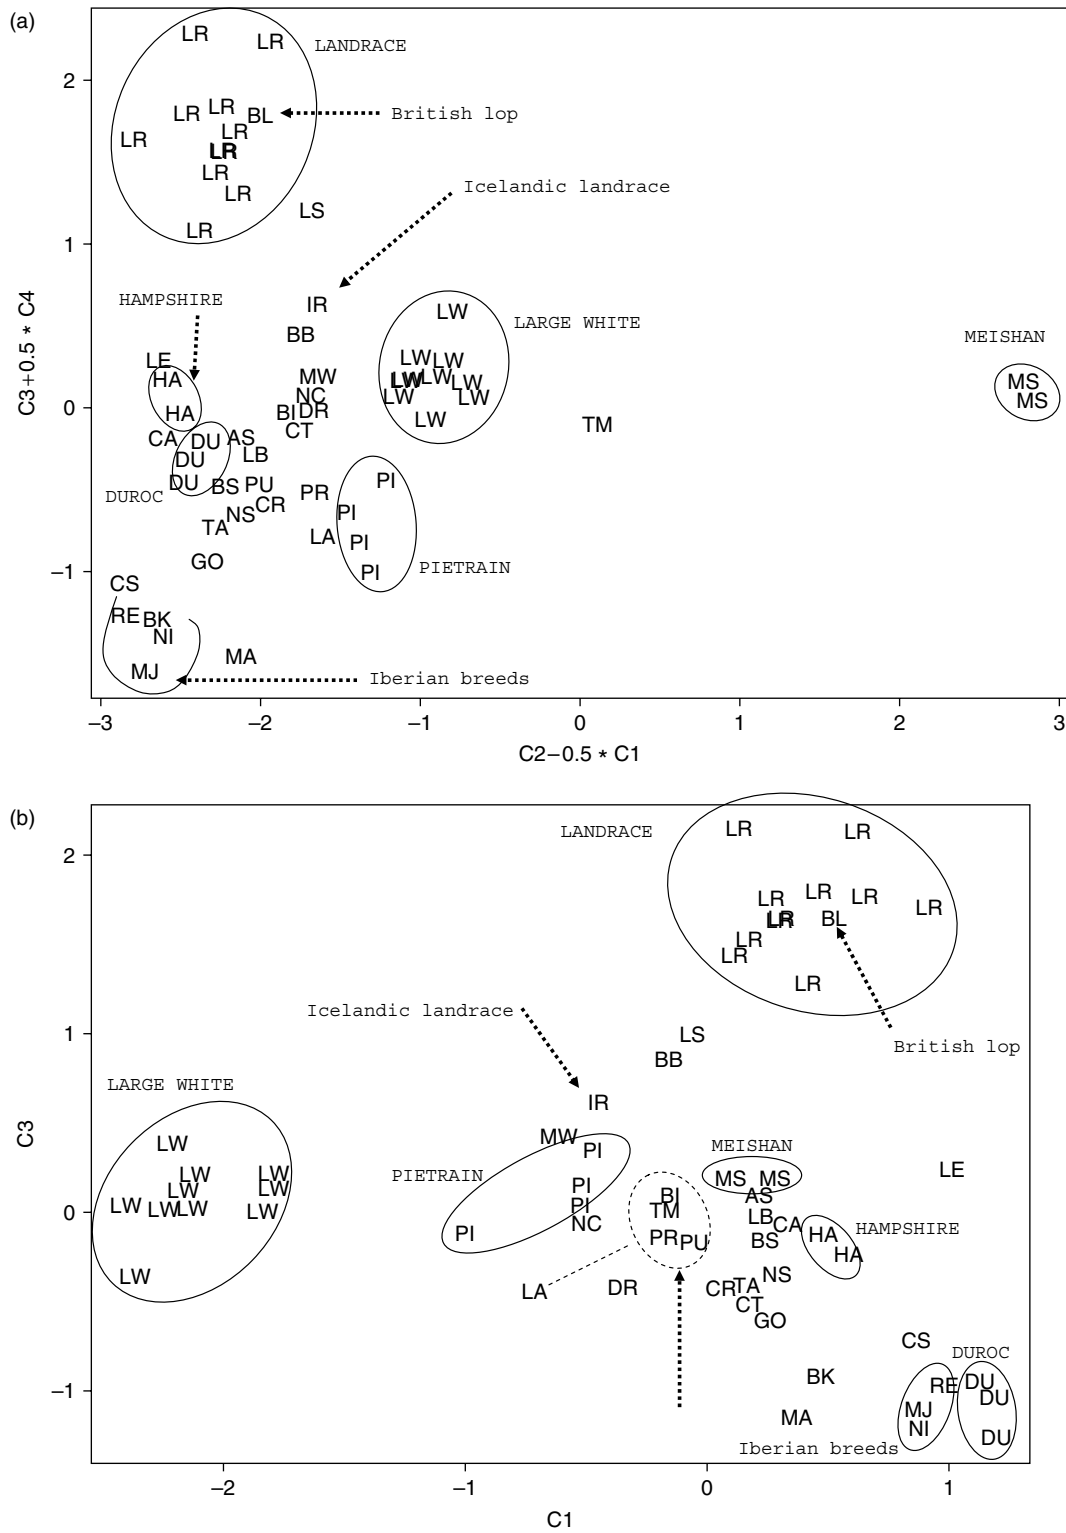 (a)
LR LR
LANDRACE
2
LR LR BL
British lop
LR LR
LR LR
LR
LR
Icelandic landrace
LS
LR
1
C3+0.5 * C4
HAMPSHIRE
IR
LW
BB
LARGE WHITE
MEISHAN
LE
LW LW
HA
MW
LW LW LW LW
MS
NC
LW
LW
MS
0
HA
BI DR
LW
TM
CA
DU
AS
CT
DU
LB
DU
BS
PU
PR
PI
DUROC
CR
NS
PI
TA
LA
PI
GO
PI
PIETRAIN
−1
CS
RE BK
NI
MA
MJ
Iberian breeds
−3 −2 −1 0 1 2 3
C2−0.5 * C1
(b)
LANDRACE
LR LR
2
LR LR LR LR
LR LR BL
LR
LR
LR
Icelandic landrace
1
LS
British lop
BB
LARGE WHITE
IR
C3
LW
MW
PI
MEISHAN
LW
LW
PIETRAIN
LE
LW
LW
PI
MS MS
LW
LW LW
LW
PI
BI
AS
0
TM
LB
CA
HAMPSHIRE
PI
NC
PR
PU
BS
HA
HA
LW
NS
LA
DR
CR TA
CT
GO
CS
DUROC
BK
RE DU
DU
−1
MJ
MA
NI
DU
Iberian breeds
−2 −1 0 1
C1